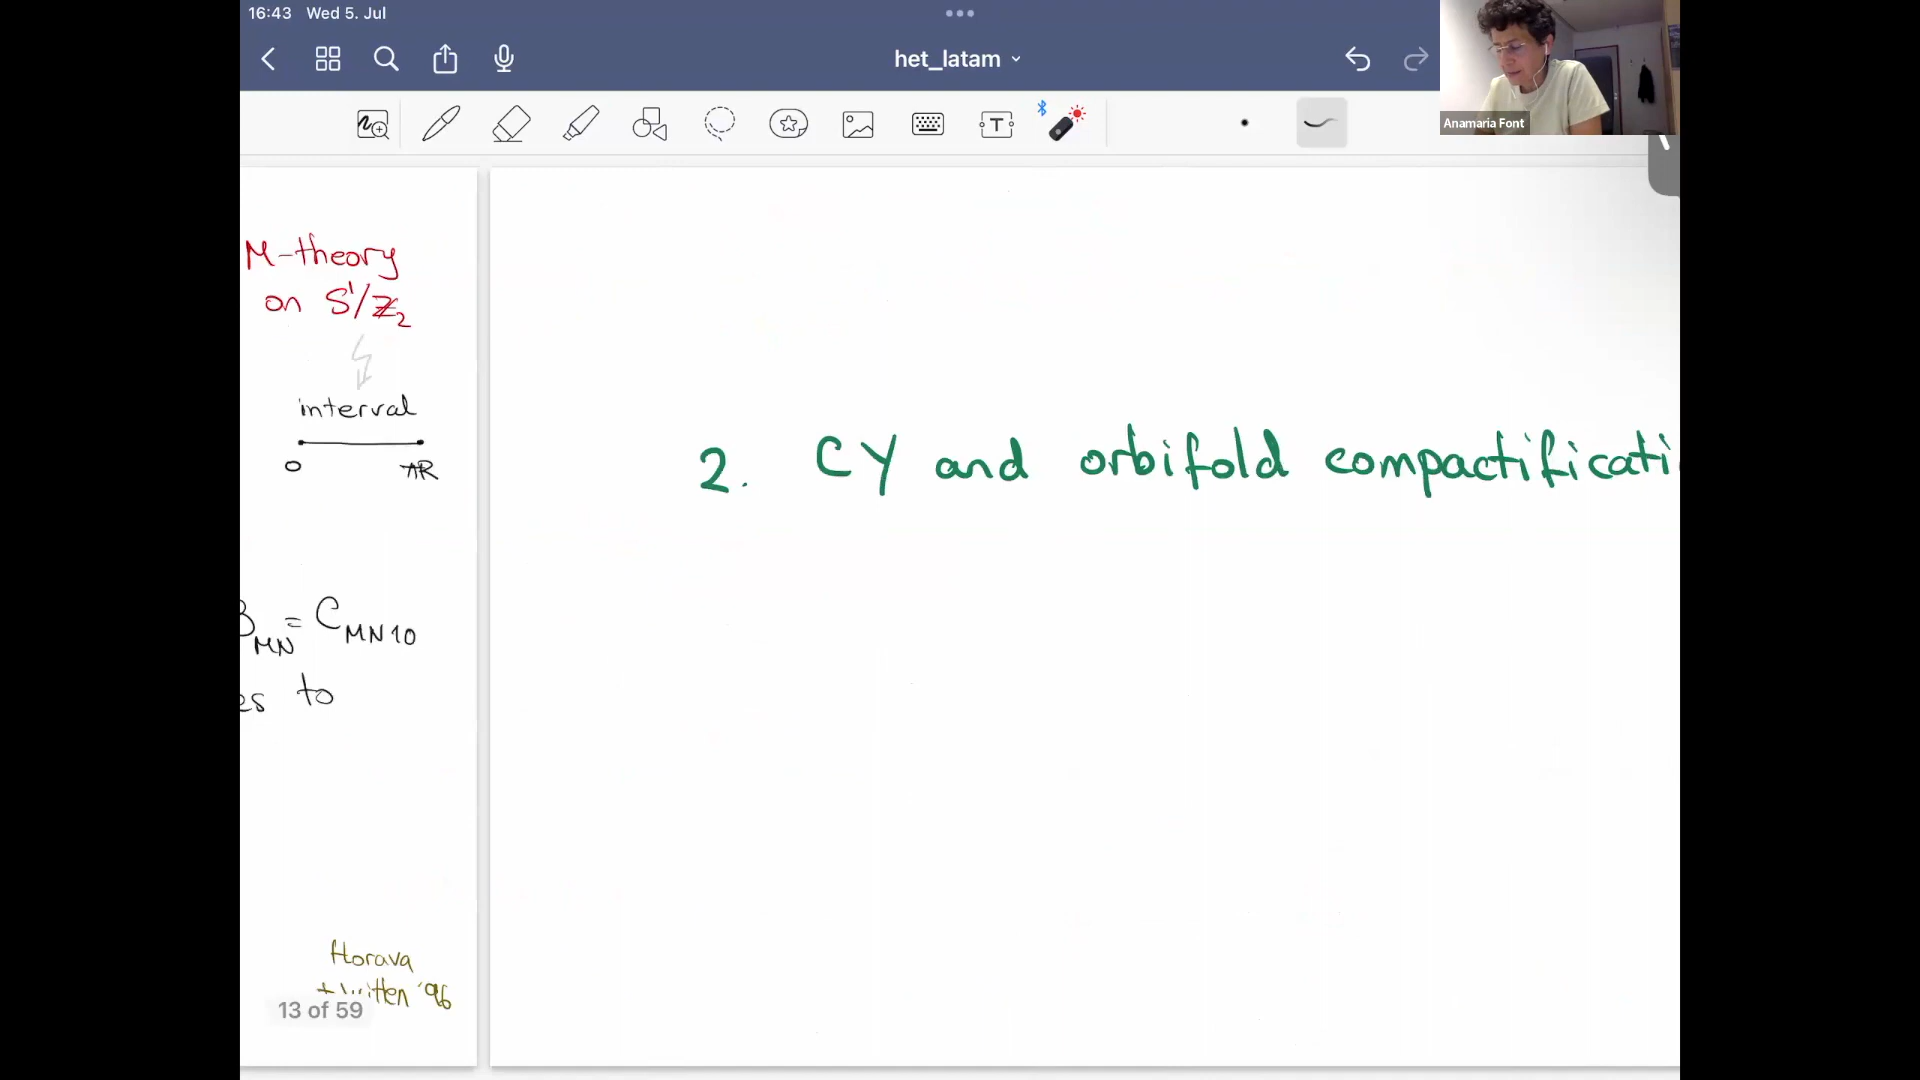 16:43 Wed 5. Jul
het_latam
Anamaria Font
M-theory
on S¹/ℤ₂
interval
0 πR
B_MN = C_MN10
es to
Horava
+ Witten '96
13 of 59
2. CY and orbifold compactificati